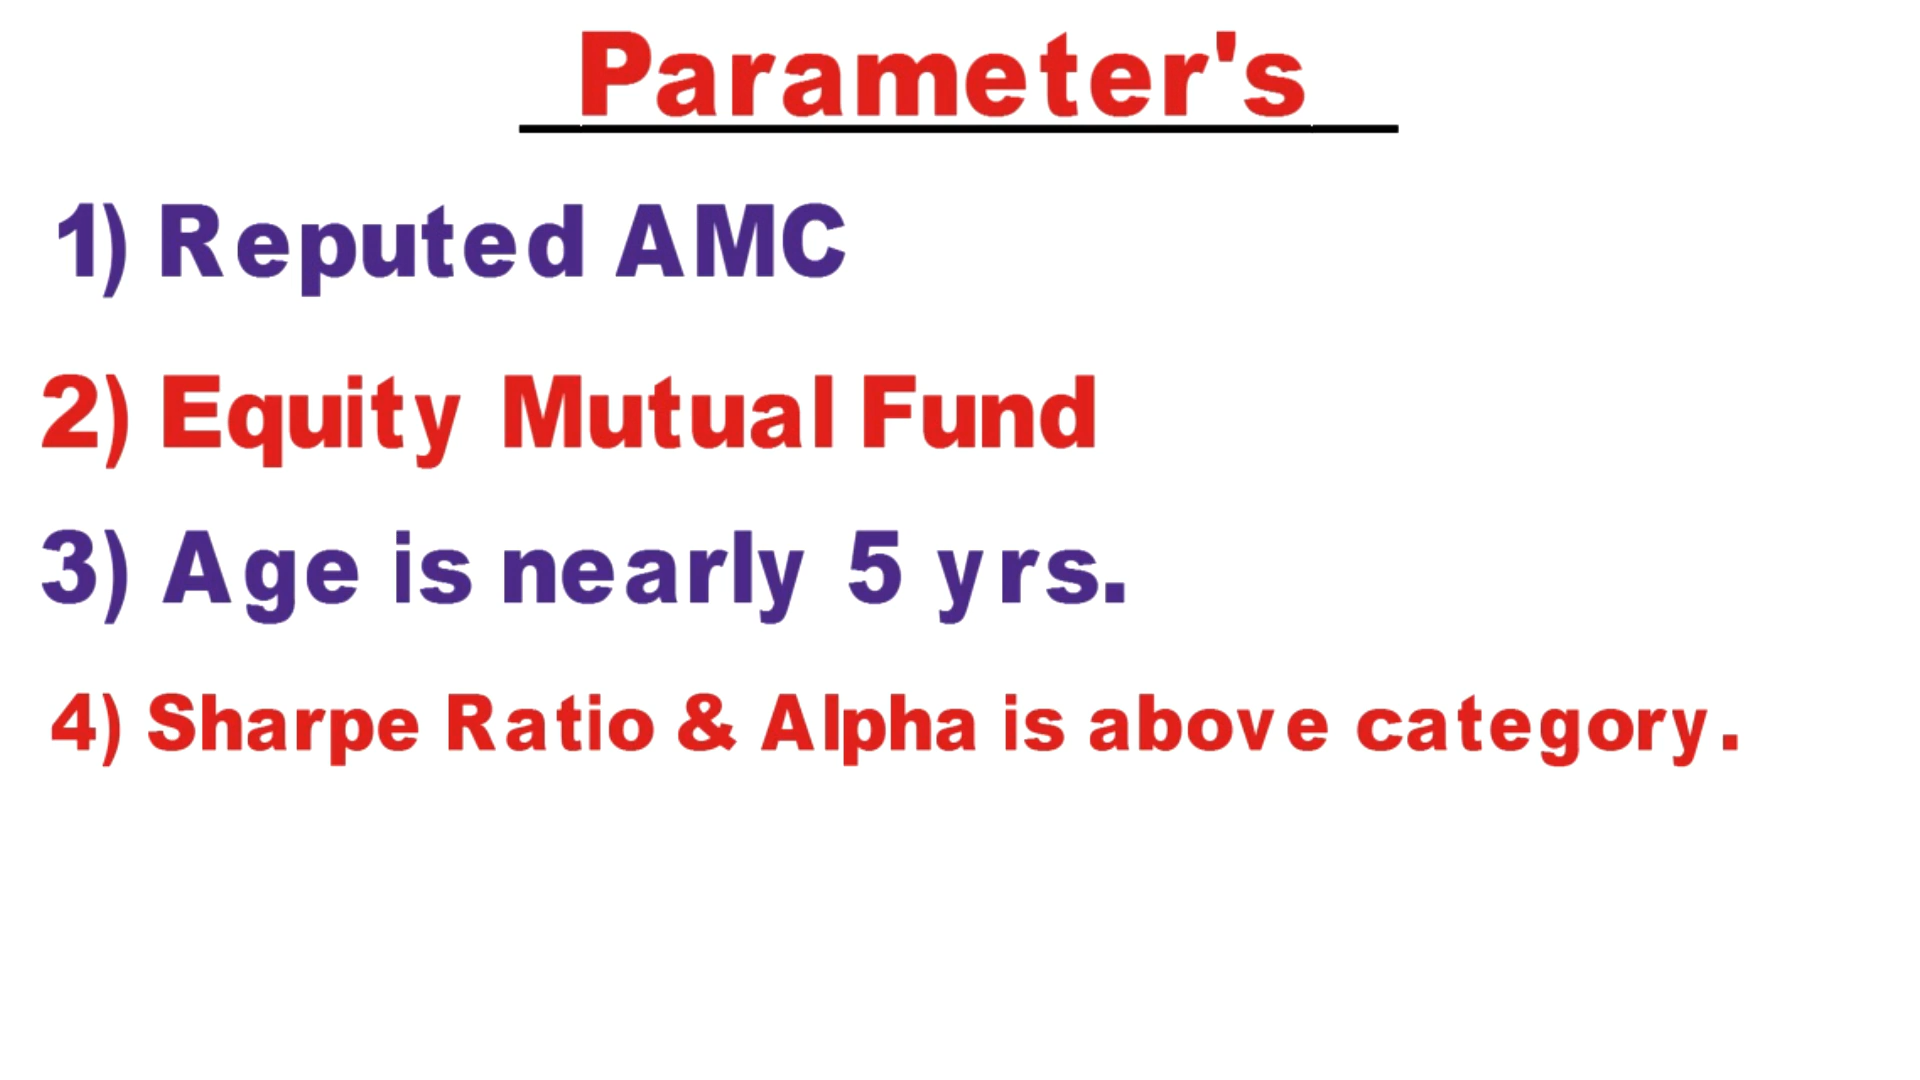 Parameter's
1) Reputed AMC
2) Equity Mutual Fund
3) Age is nearly 5 yrs.
4) Sharpe Ratio & Alpha is above category.